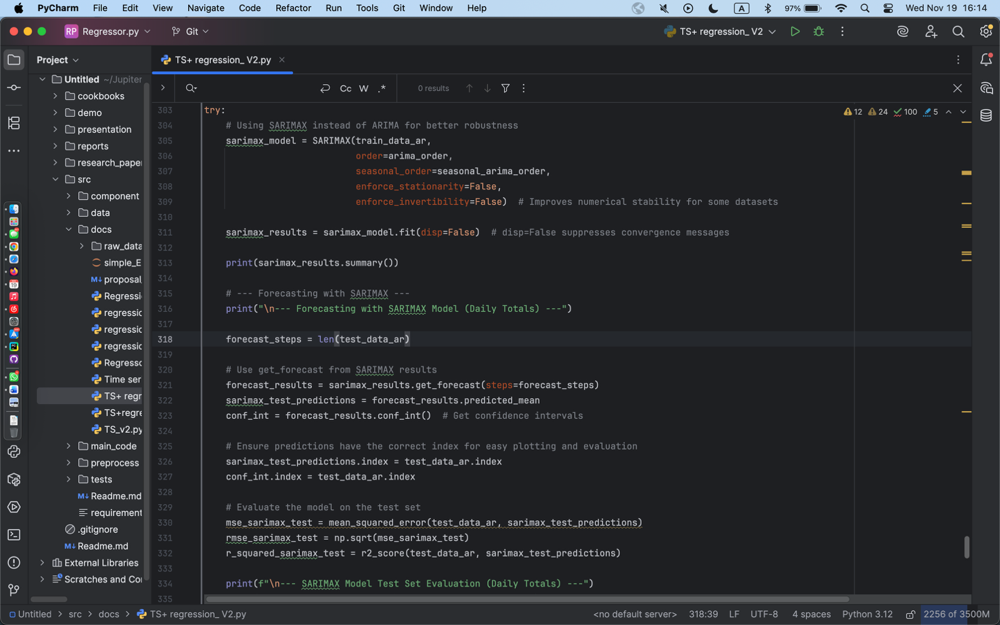 PyCharm File Edit View Navigate Code Refactor Run Tools Git Window Help A 97% Wed Nov 19 16:14
RP Regressor.py Git TS+ regression_ V2
Project
TS+ regression_ V2.py
Cc W .* 0 results
Untitled ~/Jupiter
cookbooks
demo
presentation
reports
research_pape
src
component
data
docs
raw_data
simple_E
M↓ proposal_
Regressi
regressic
regressic
regressic
Regressc
Time ser
TS+ regr
TS+regre
TS_v2.py
main_code
preprocess
tests
M↓ Readme.md
requirement
.gitignore
M↓ Readme.md
External Libraries
Scratches and Co
12 24 100 5
303 try:
304 # Using SARIMAX instead of ARIMA for better robustness
305 sarimax_model = SARIMAX(train_data_ar,
306 order=arima_order,
307 seasonal_order=seasonal_arima_order,
308 enforce_stationarity=False,
309 enforce_invertibility=False)  # Improves numerical stability for some datasets
310
311 sarimax_results = sarimax_model.fit(disp=False)  # disp=False suppresses convergence messages
312
313 print(sarimax_results.summary())
314
315 # --- Forecasting with SARIMAX ---
316 print("\n--- Forecasting with SARIMAX Model (Daily Totals) ---")
317
318 forecast_steps = len(test_data_ar)
319
320 # Use get_forecast from SARIMAX results
321 forecast_results = sarimax_results.get_forecast(steps=forecast_steps)
322 sarimax_test_predictions = forecast_results.predicted_mean
323 conf_int = forecast_results.conf_int()  # Get confidence intervals
324
325 # Ensure predictions have the correct index for easy plotting and evaluation
326 sarimax_test_predictions.index = test_data_ar.index
327 conf_int.index = test_data_ar.index
328
329 # Evaluate the model on the test set
330 mse_sarimax_test = mean_squared_error(test_data_ar, sarimax_test_predictions)
331 rmse_sarimax_test = np.sqrt(mse_sarimax_test)
332 r_squared_sarimax_test = r2_score(test_data_ar, sarimax_test_predictions)
333
334 print(f"\n--- SARIMAX Model Test Set Evaluation (Daily Totals) ---")
335
Untitled > src > docs > TS+ regression_ V2.py <no default server> 318:39 LF UTF-8 4 spaces Python 3.12 2256 of 3500M